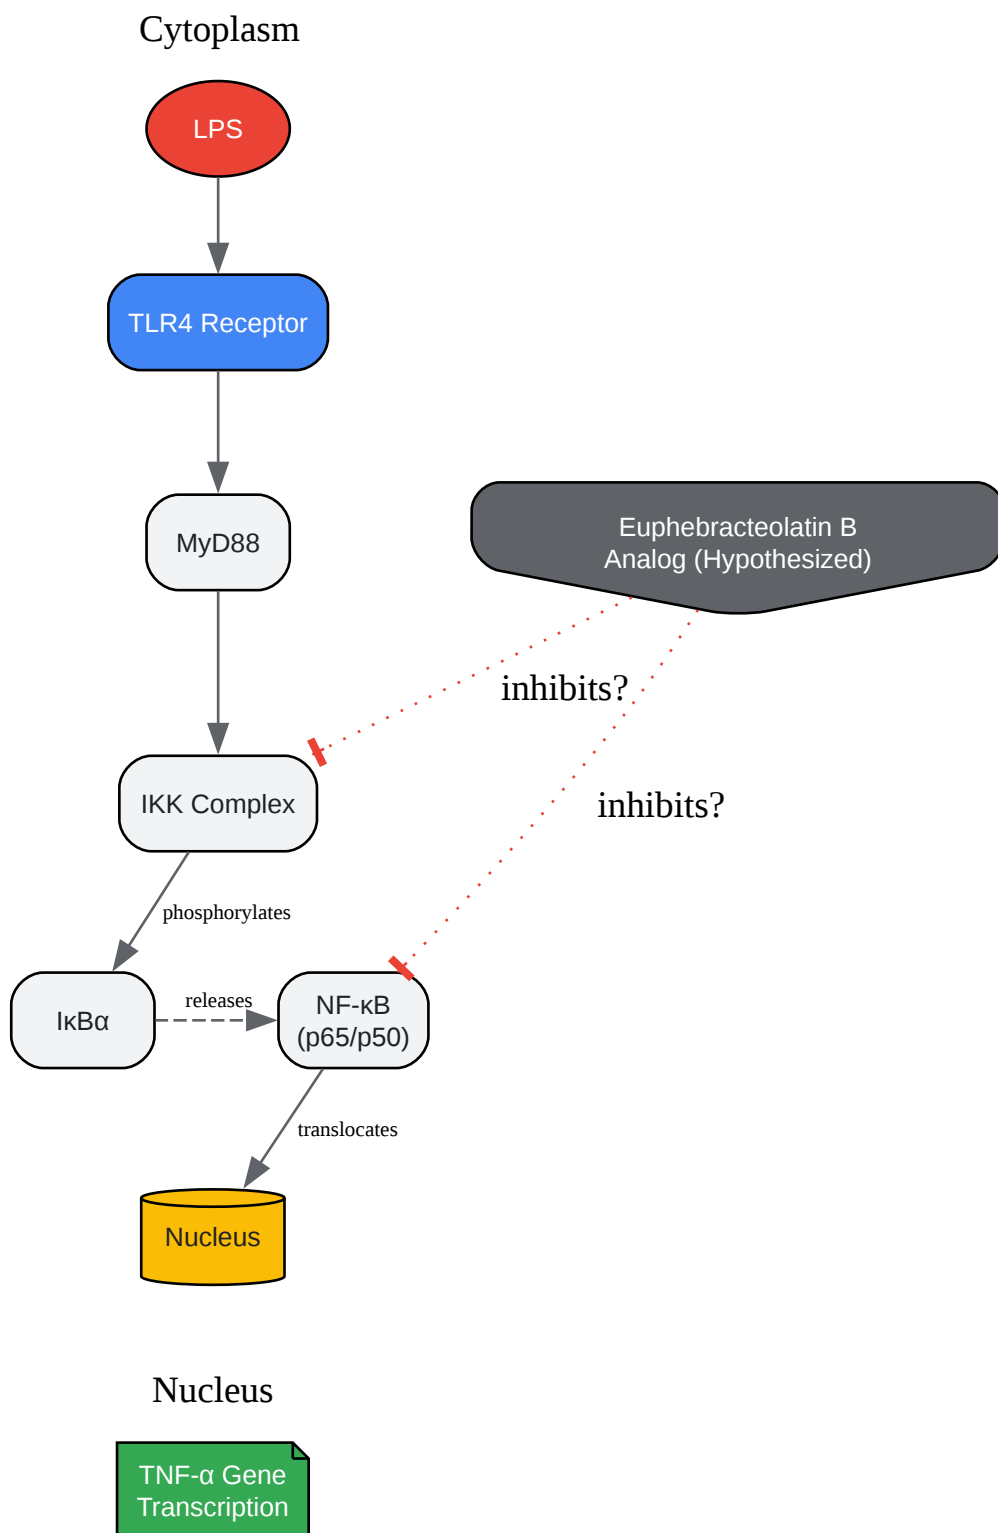 Cytoplasm
LPS
TLR4 Receptor
MyD88
Euphebracteolatin B
Analog (Hypothesized)
inhibits?
IKK Complex
inhibits?
phosphorylates
IκBα
releases
NF-κB
(p65/p50)
translocates
Nucleus
Nucleus
TNF-α Gene
Transcription